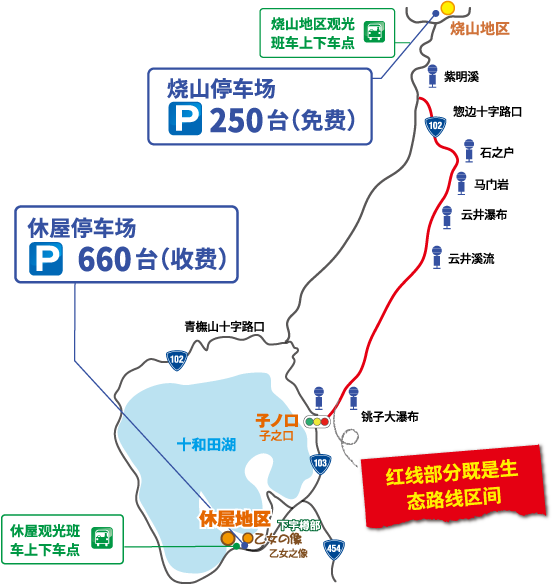 烧山地区观光
班车上下车点
烧山地区
烧山停车场
P 250台(免费)
紫明溪
惣边十字路口
102
石之户
马门岩
云井瀑布
云井溪流
休屋停车场
P 660台(收费)
青橅山十字路口
102
子ノ口
子之口
铫子大瀑布
十和田湖
103
红线部分既是生
态路线区间
休屋地区
下宇樽部
乙女の像
乙女之像
454
休屋观光班
车上下车点